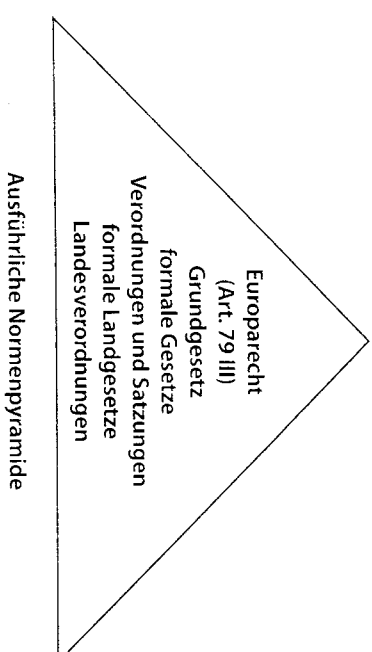 Europarecht
(Art. 79 III)
Grundgesetz
formale Gesetze
Verordnungen und Satzungen
formale Landgesetze
Landesverordnungen
Ausführliche Normenpyramide